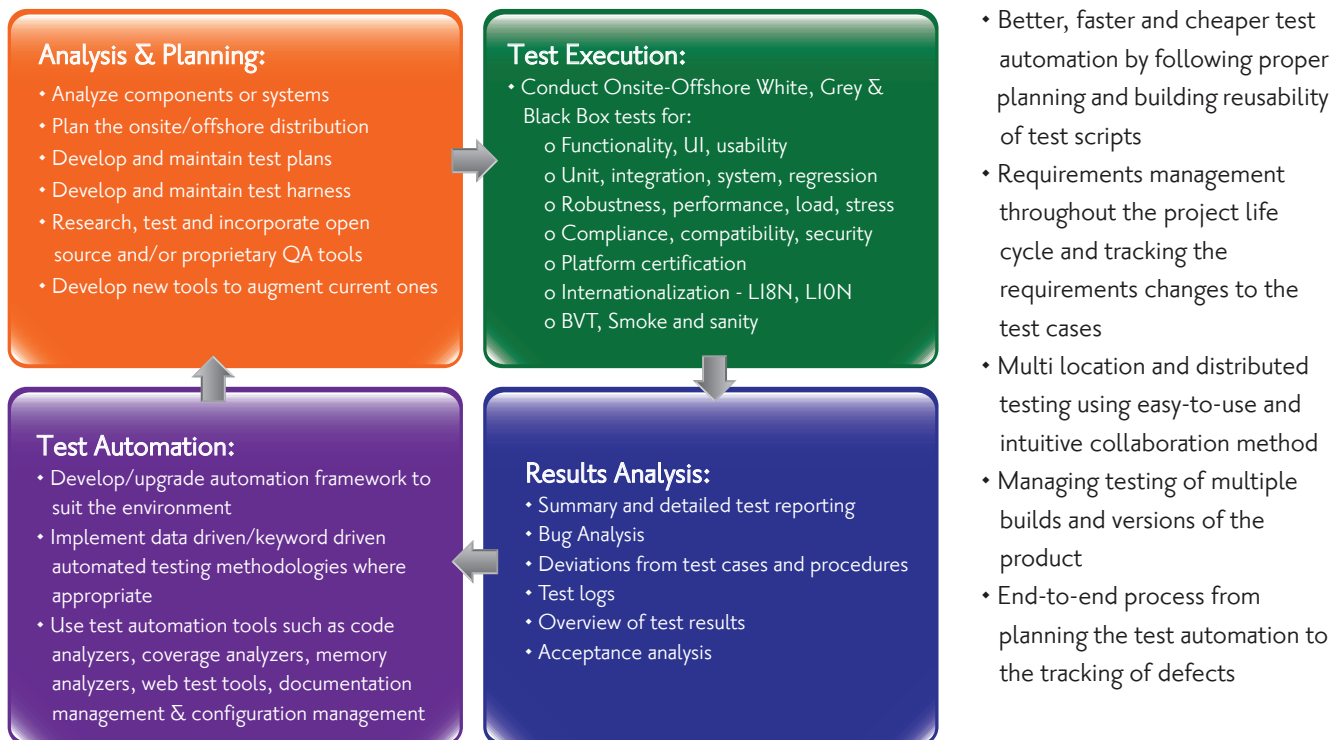 Analysis & Planning:
• Analyze components or systems
• Plan the onsite/offshore distribution
• Develop and maintain test plans
• Develop and maintain test harness
• Research, test and incorporate open
source and/or proprietary QA tools
• Develop new tools to augment current ones
Test Execution:
• Conduct Onsite-Offshore White, Grey &
Black Box tests for:
o Functionality, UI, usability
o Unit, integration, system, regression
o Robustness, performance, load, stress
o Compliance, compatibility, security
o Platform certification
o Internationalization - LI8N, LI0N
o BVT, Smoke and sanity
Test Automation:
• Develop/upgrade automation framework to
suit the environment
• Implement data driven/keyword driven
automated testing methodologies where
appropriate
• Use test automation tools such as code
analyzers, coverage analyzers, memory
analyzers, web test tools, documentation
management & configuration management
Results Analysis:
• Summary and detailed test reporting
• Bug Analysis
• Deviations from test cases and procedures
• Test logs
• Overview of test results
• Acceptance analysis
• Better, faster and cheaper test
automation by following proper
planning and building reusability
of test scripts
• Requirements management
throughout the project life
cycle and tracking the
requirements changes to the
test cases
• Multi location and distributed
testing using easy-to-use and
intuitive collaboration method
• Managing testing of multiple
builds and versions of the
product
• End-to-end process from
planning the test automation to
the tracking of defects